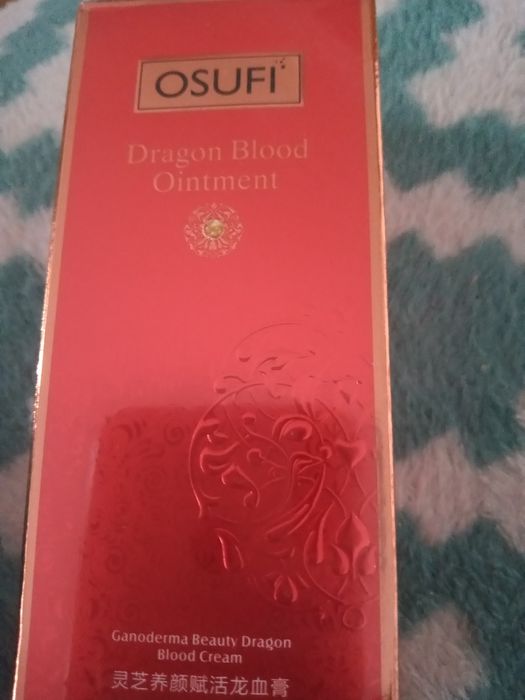 OSUFI
Dragon Blood
Ointment
Ganoderma Beauty Dragon
Blood Cream
灵芝养颜赋活龙血膏